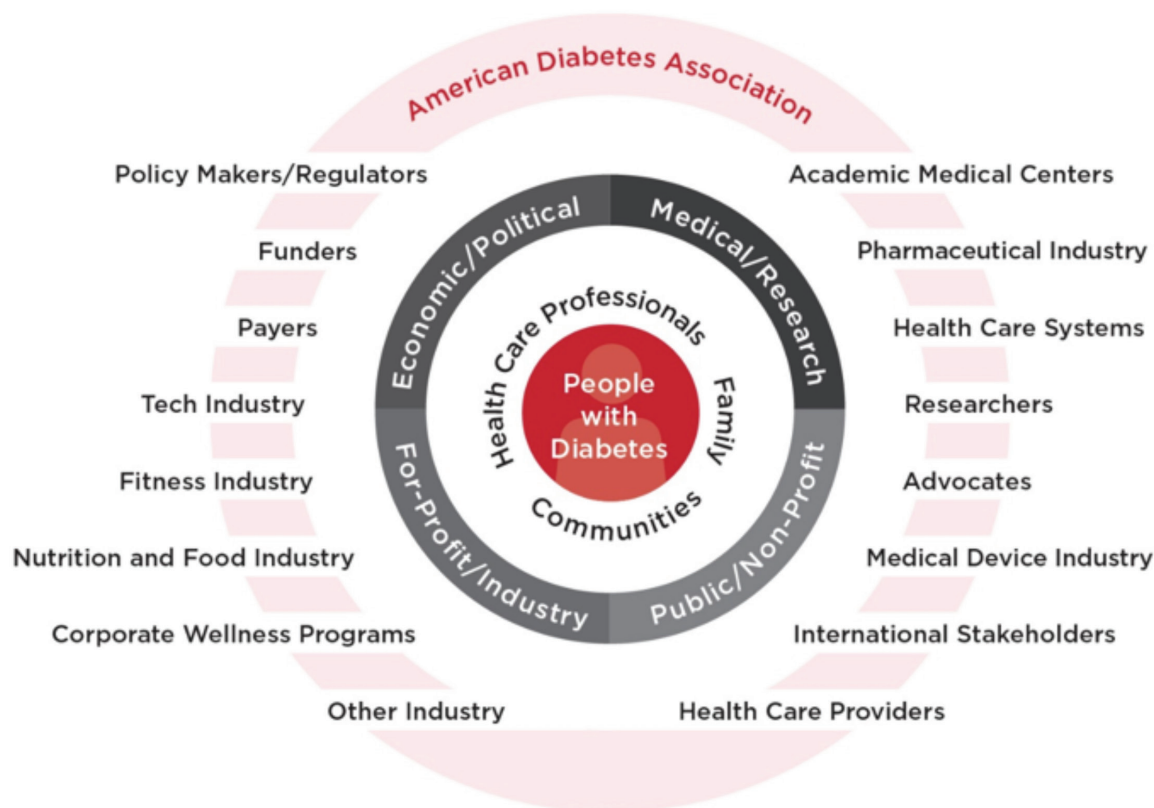 American Diabetes Association
Policy Makers/Regulators
Funders
Payers
Tech Industry
Fitness Industry
Nutrition and Food Industry
Corporate Wellness Programs
Other Industry
Economic/Political
Medical/Research
For-Profit/Industry
Public/Non-Profit
Health Care Professionals
Family
Communities
People
with
Diabetes
Academic Medical Centers
Pharmaceutical Industry
Health Care Systems
Researchers
Advocates
Medical Device Industry
International Stakeholders
Health Care Providers